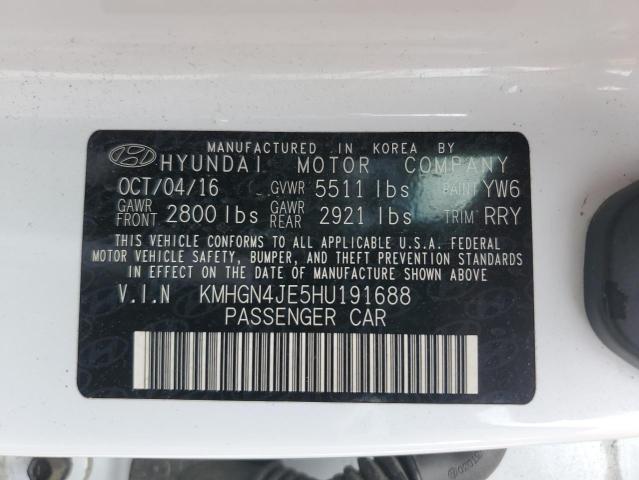 MANUFACTURED IN KOREA BY
HYUNDAI MOTOR COMPANY
OCT/04/16 GVWR 5511 lbs PAINT YW6
GAWR FRONT 2800 lbs GAWR REAR 2921 lbs TRIM RRY
THIS VEHICLE CONFORMS TO ALL APPLICABLE U.S.A. FEDERAL
MOTOR VEHICLE SAFETY, BUMPER, AND THEFT PREVENTION STANDARDS
IN EFFECT ON THE DATE OF MANUFACTURE SHOWN ABOVE
V.I.N KMHGN4JE5HU191688
PASSENGER CAR